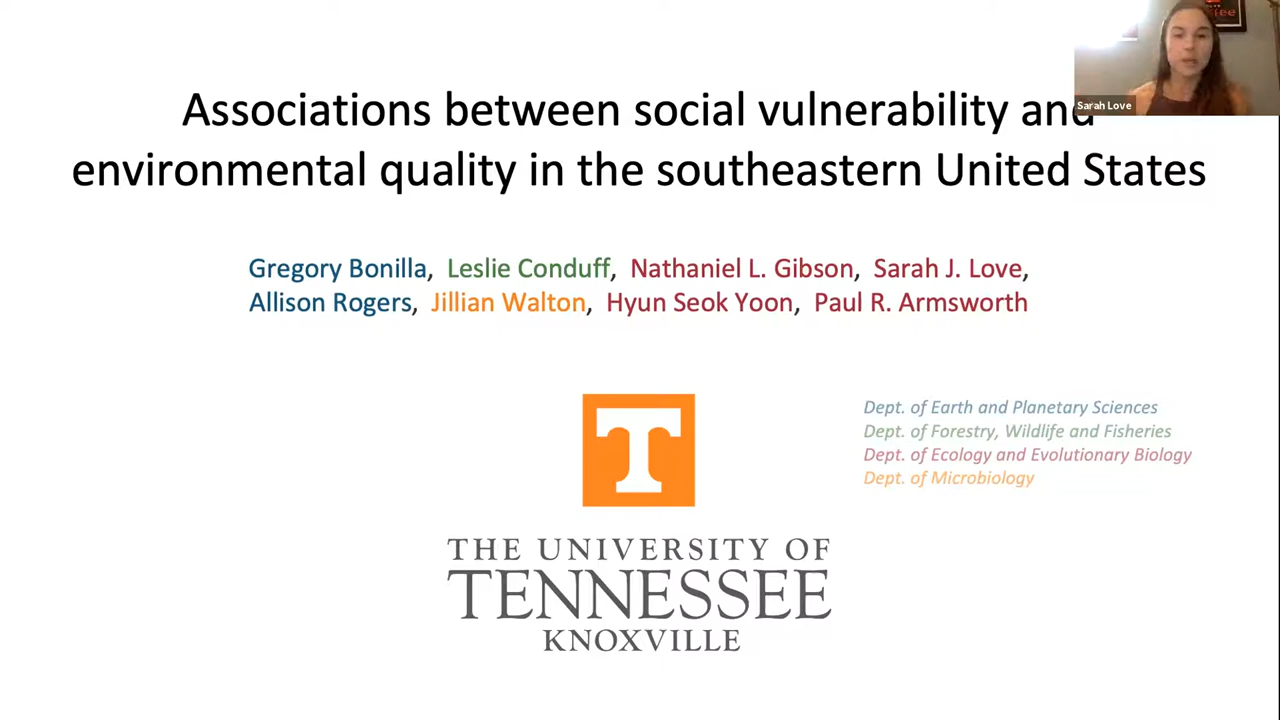 Associations between social vulnerability and
environmental quality in the southeastern United States
Sarah Love
Gregory Bonilla, Leslie Conduff, Nathaniel L. Gibson, Sarah J. Love,
Allison Rogers, Jillian Walton, Hyun Seok Yoon, Paul R. Armsworth
Dept. of Earth and Planetary Sciences
Dept. of Forestry, Wildlife and Fisheries
Dept. of Ecology and Evolutionary Biology
Dept. of Microbiology
T
THE UNIVERSITY OF
TENNESSEE
KNOXVILLE